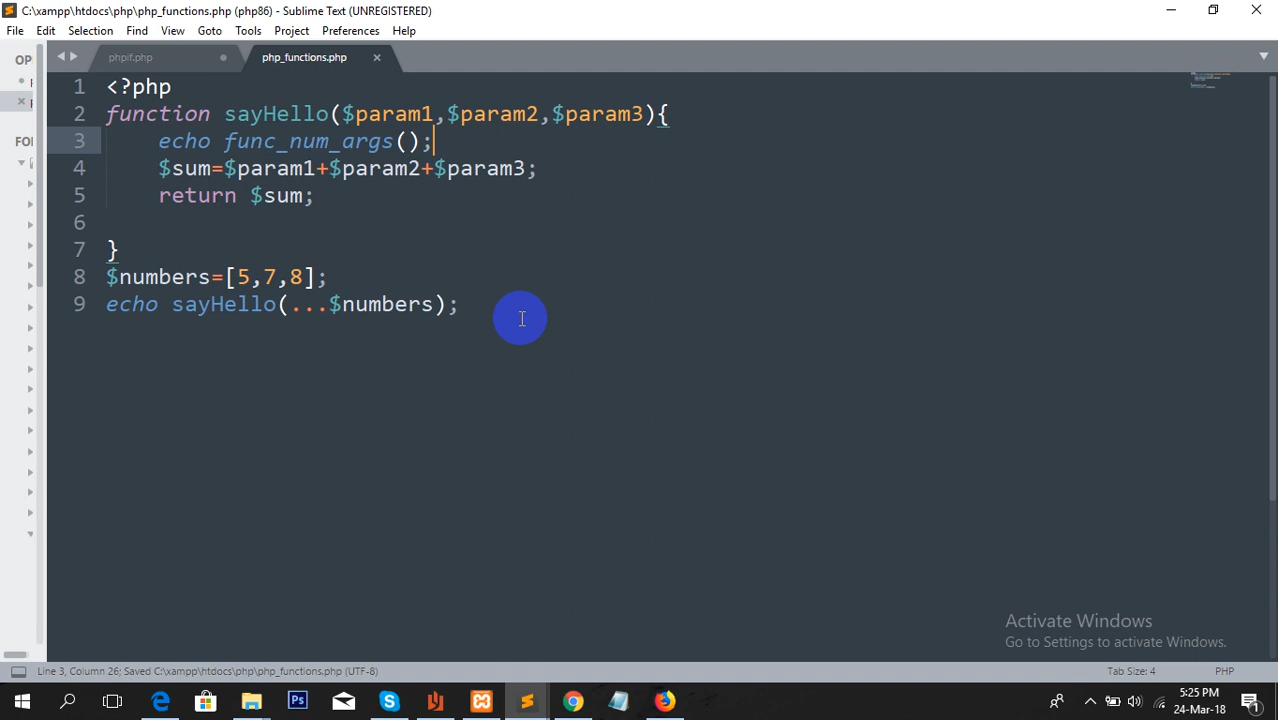 C:\xampp\htdocs\php\php_functions.php (php86) - Sublime Text (UNREGISTERED)
File Edit Selection Find View Goto Tools Project Preferences Help
OP
phpif.php
php_functions.php
FO
1 <?php
2 function sayHello($param1,$param2,$param3){
3 echo func_num_args();
4 $sum=$param1+$param2+$param3;
5 return $sum;
6
7 }
8 $numbers=[5,7,8];
9 echo sayHello(...$numbers);
Activate Windows
Go to Settings to activate Windows.
Line 3, Column 26; Saved C:\xampp\htdocs\php\php_functions.php (UTF-8)
Tab Size: 4
PHP
Ps
5:25 PM
24-Mar-18
1